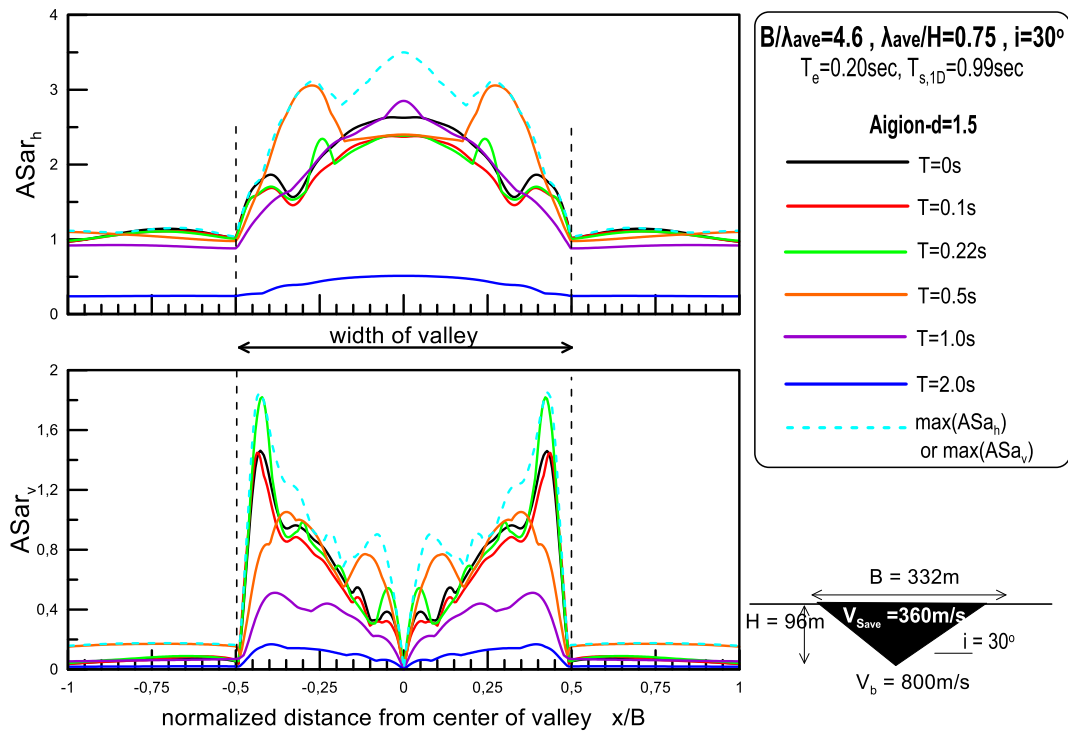 4
3
2
1
0
ASar_h
width of valley
2
1,6
1,2
0,8
0,4
0
ASar_v
-1 -0,75 -0,5 -0,25 0 0,25 0,5 0,75 1
normalized distance from center of valley x/B
B/λave=4.6 , λave/H=0.75 , i=30º
T_e=0.20sec, T_s,1D=0.99sec
Aigion-d=1.5
T=0s
T=0.1s
T=0.22s
T=0.5s
T=1.0s
T=2.0s
max(ASa_h)
or max(ASa_v)
B = 332m
V_Save =360m/s
H = 96m
i = 30º
V_b = 800m/s